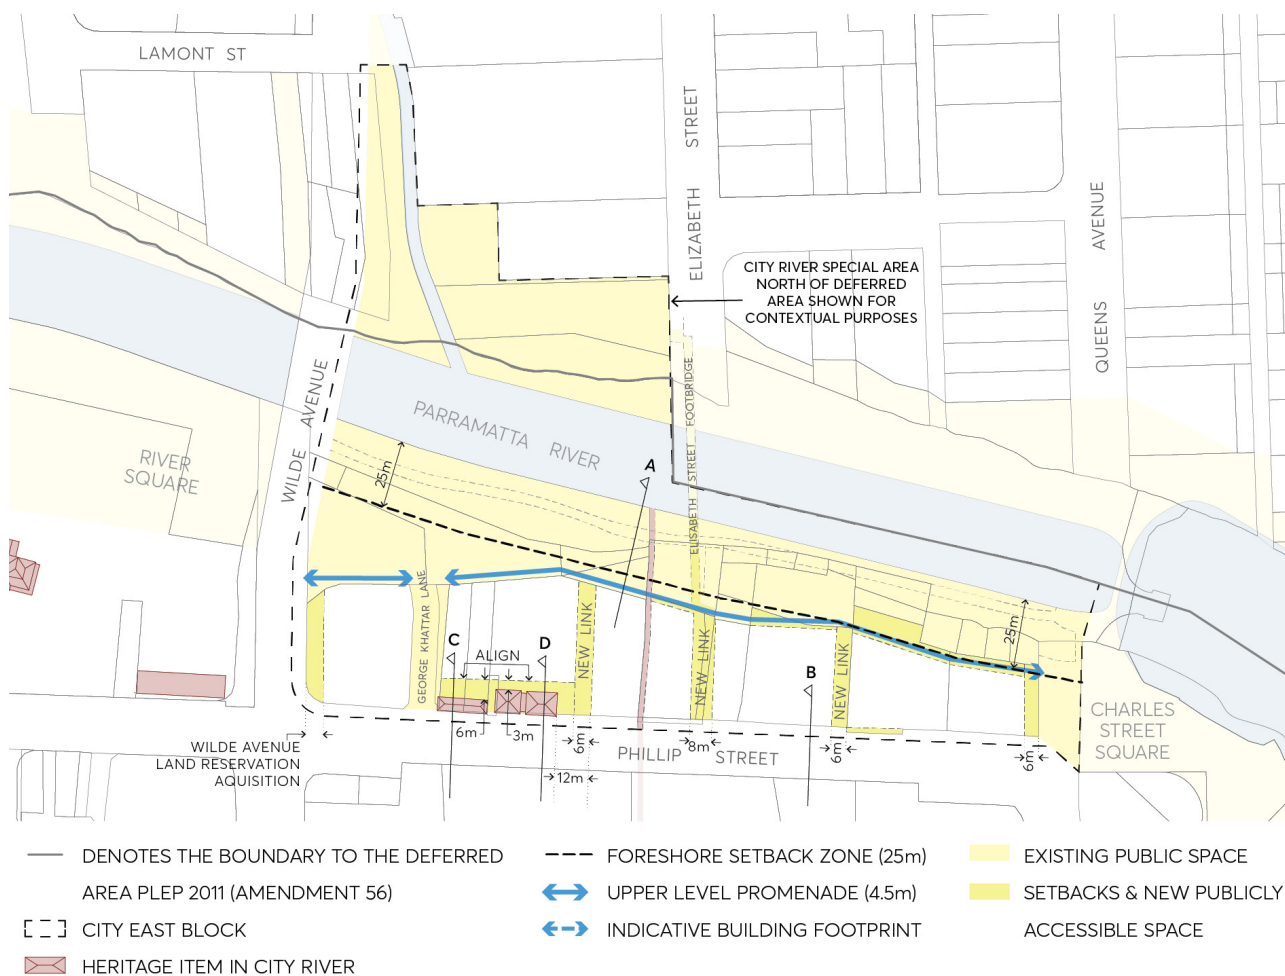 LAMONT ST
ELIZABETH STREET
QUEENS AVENUE
CITY RIVER SPECIAL AREA
NORTH OF DEFERRED
AREA SHOWN FOR
CONTEXTUAL PURPOSES
WILDE AVENUE
PARRAMATTA RIVER
ELISABETH STREET FOOTBRIDGE
RIVER
SQUARE
25m
A
25m
GEORGE KHATTAR LANE
C
ALIGN
D
NEW LINK
NEW LINK
B
NEW LINK
6m
3m
6m
8m
6m
6m
12m
PHILLIP STREET
CHARLES
STREET
SQUARE
WILDE AVENUE
LAND RESERVATION
AQUISITION
DENOTES THE BOUNDARY TO THE DEFERRED
AREA PLEP 2011 (AMENDMENT 56)
CITY EAST BLOCK
HERITAGE ITEM IN CITY RIVER
FORESHORE SETBACK ZONE (25m)
UPPER LEVEL PROMENADE (4.5m)
INDICATIVE BUILDING FOOTPRINT
EXISTING PUBLIC SPACE
SETBACKS & NEW PUBLICLY
ACCESSIBLE SPACE